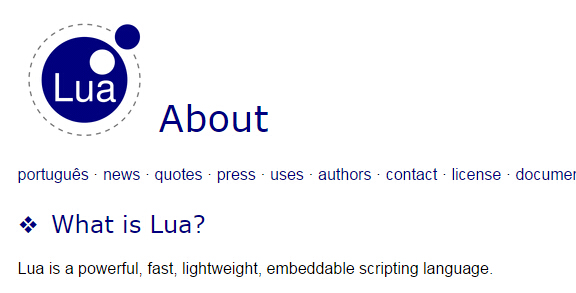 Lua
About
português · news · quotes · press · uses · authors · contact · license · documen
What is Lua?
Lua is a powerful, fast, lightweight, embeddable scripting language.